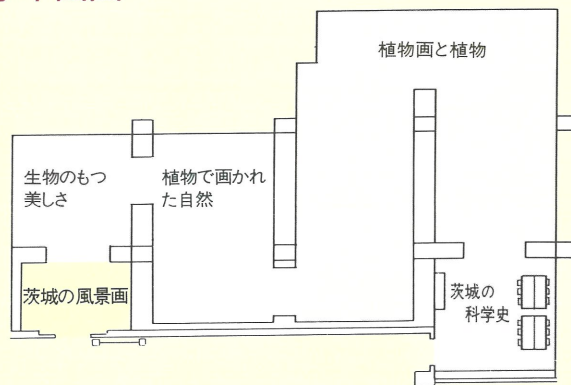 植物画と植物
生物のもつ
美しさ
植物で画かれ
た自然
茨城の風景画
茨城の
科学史